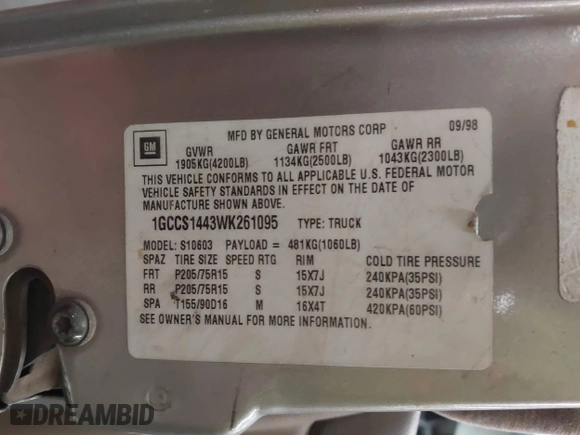 MFD BY GENERAL MOTORS CORP 09/98
GM
GVWR GAWR FRT GAWR RR
1905KG(4200LB) 1134KG(2500LB) 1043KG(2300LB)
THIS VEHICLE CONFORMS TO ALL APPLICABLE U.S. FEDERAL MOTOR
VEHICLE SAFETY STANDARDS IN EFFECT ON THE DATE OF
MANUFACTURE SHOWN ABOVE.
1GCCS1443WK261095 TYPE: TRUCK
MODEL: S10603 PAYLOAD = 481KG(1060LB)
SPAZ TIRE SIZE SPEED RTG RIM COLD TIRE PRESSURE
FRT P205/75R15 S 15X7J 240KPA(35PSI)
RR P205/75R15 S 15X7J 240KPA(35PSI)
SPA T155/90D16 M 16X4T 420KPA(60PSI)
SEE OWNER'S MANUAL FOR MORE INFORMATION.
DREAMBID